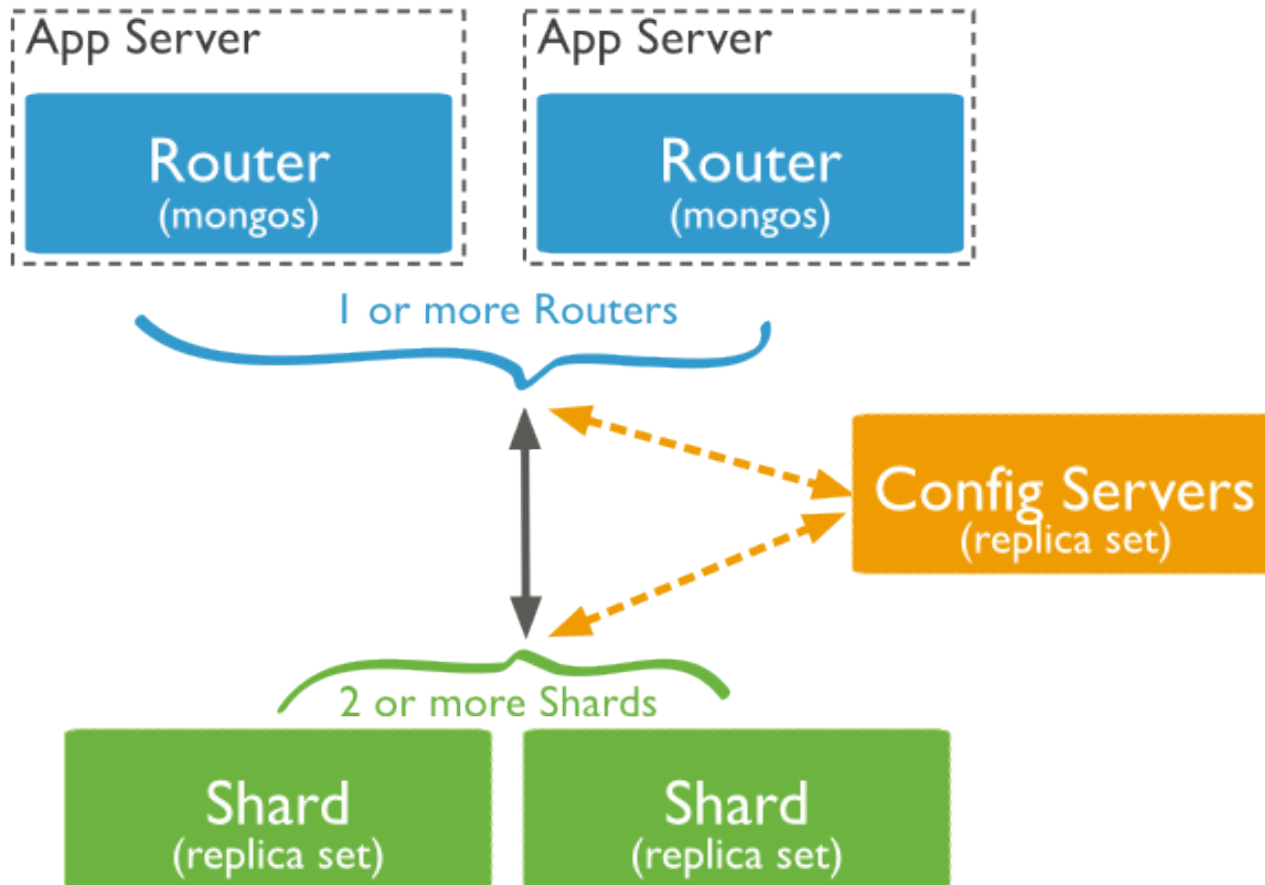 App Server
Router
(mongos)
App Server
Router
(mongos)
1 or more Routers
Config Servers
(replica set)
2 or more Shards
Shard
(replica set)
Shard
(replica set)